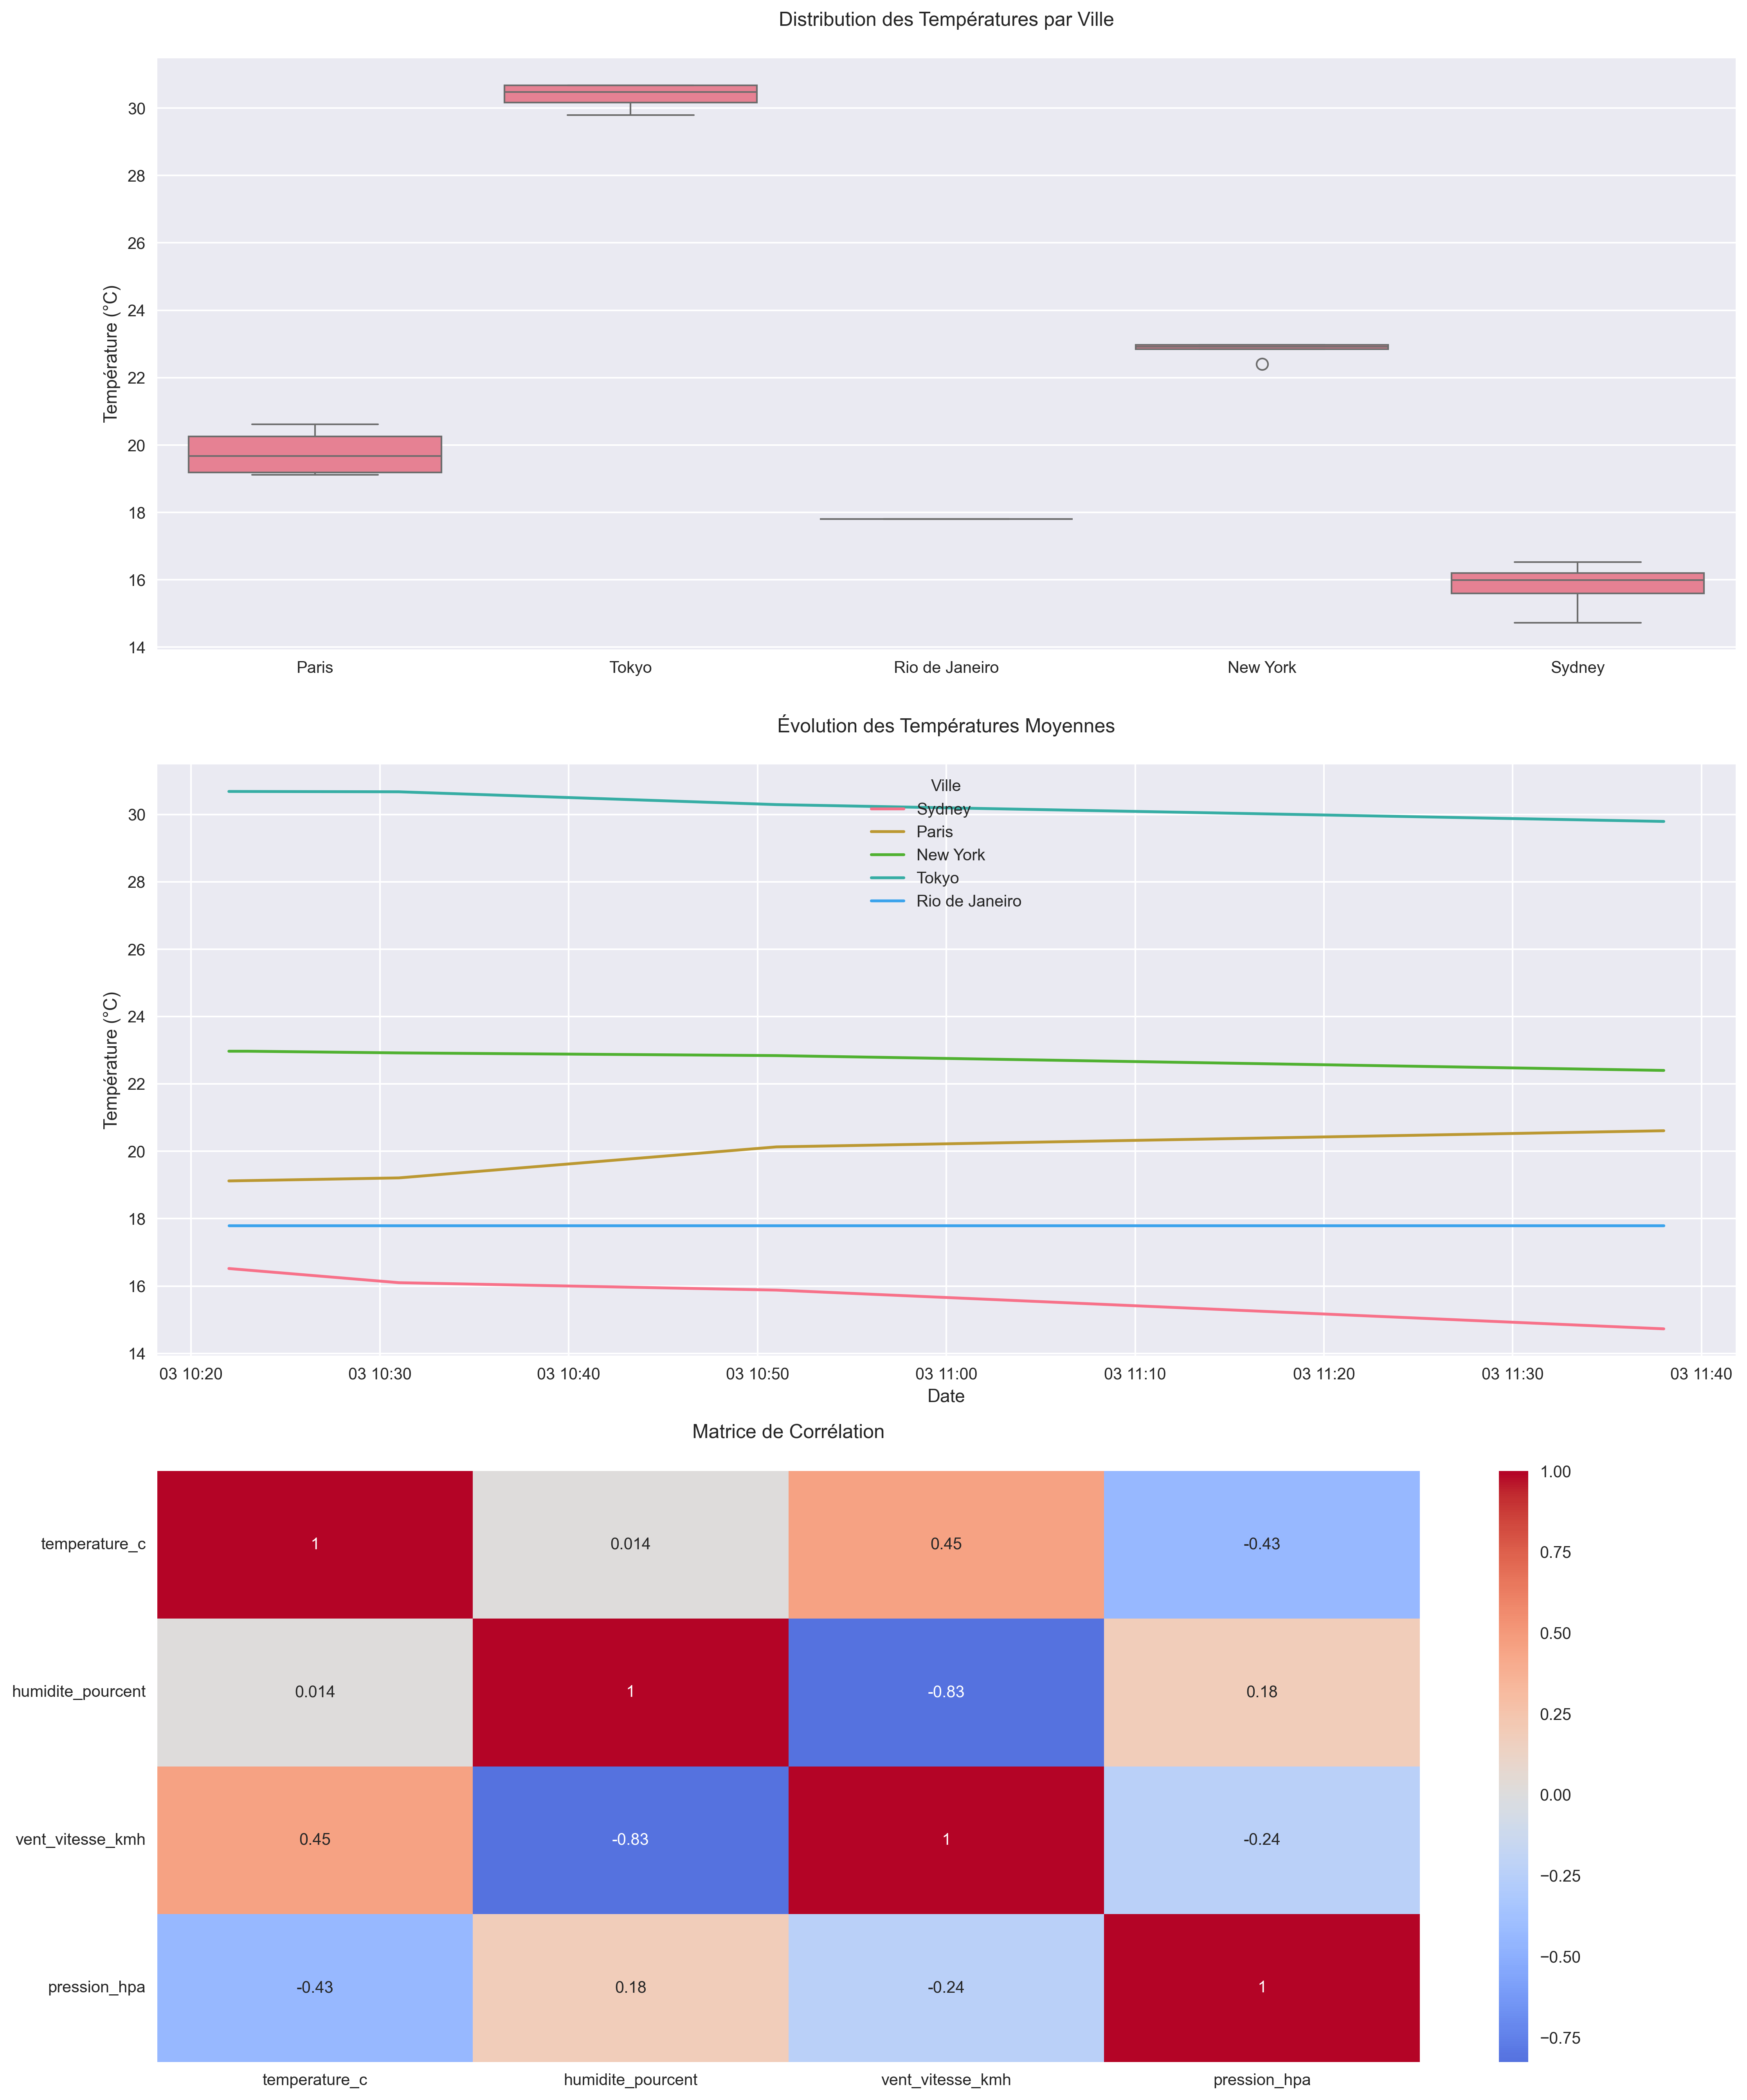 Distribution des Températures par Ville
Température (°C)
30
28
26
24
22
20
18
16
14
Paris Tokyo Rio de Janeiro New York Sydney
Évolution des Températures Moyennes
Température (°C)
30
28
26
24
22
20
18
16
14
Ville
Sydney
Paris
New York
Tokyo
Rio de Janeiro
03 10:20 03 10:30 03 10:40 03 10:50 03 11:00 03 11:10 03 11:20 03 11:30 03 11:40
Date
Matrice de Corrélation
temperature_c 1 0.014 0.45 -0.43
humidite_pourcent 0.014 1 -0.83 0.18
vent_vitesse_kmh 0.45 -0.83 1 -0.24
pression_hpa -0.43 0.18 -0.24 1
temperature_c humidite_pourcent vent_vitesse_kmh pression_hpa
1.00
0.75
0.50
0.25
0.00
−0.25
−0.50
−0.75